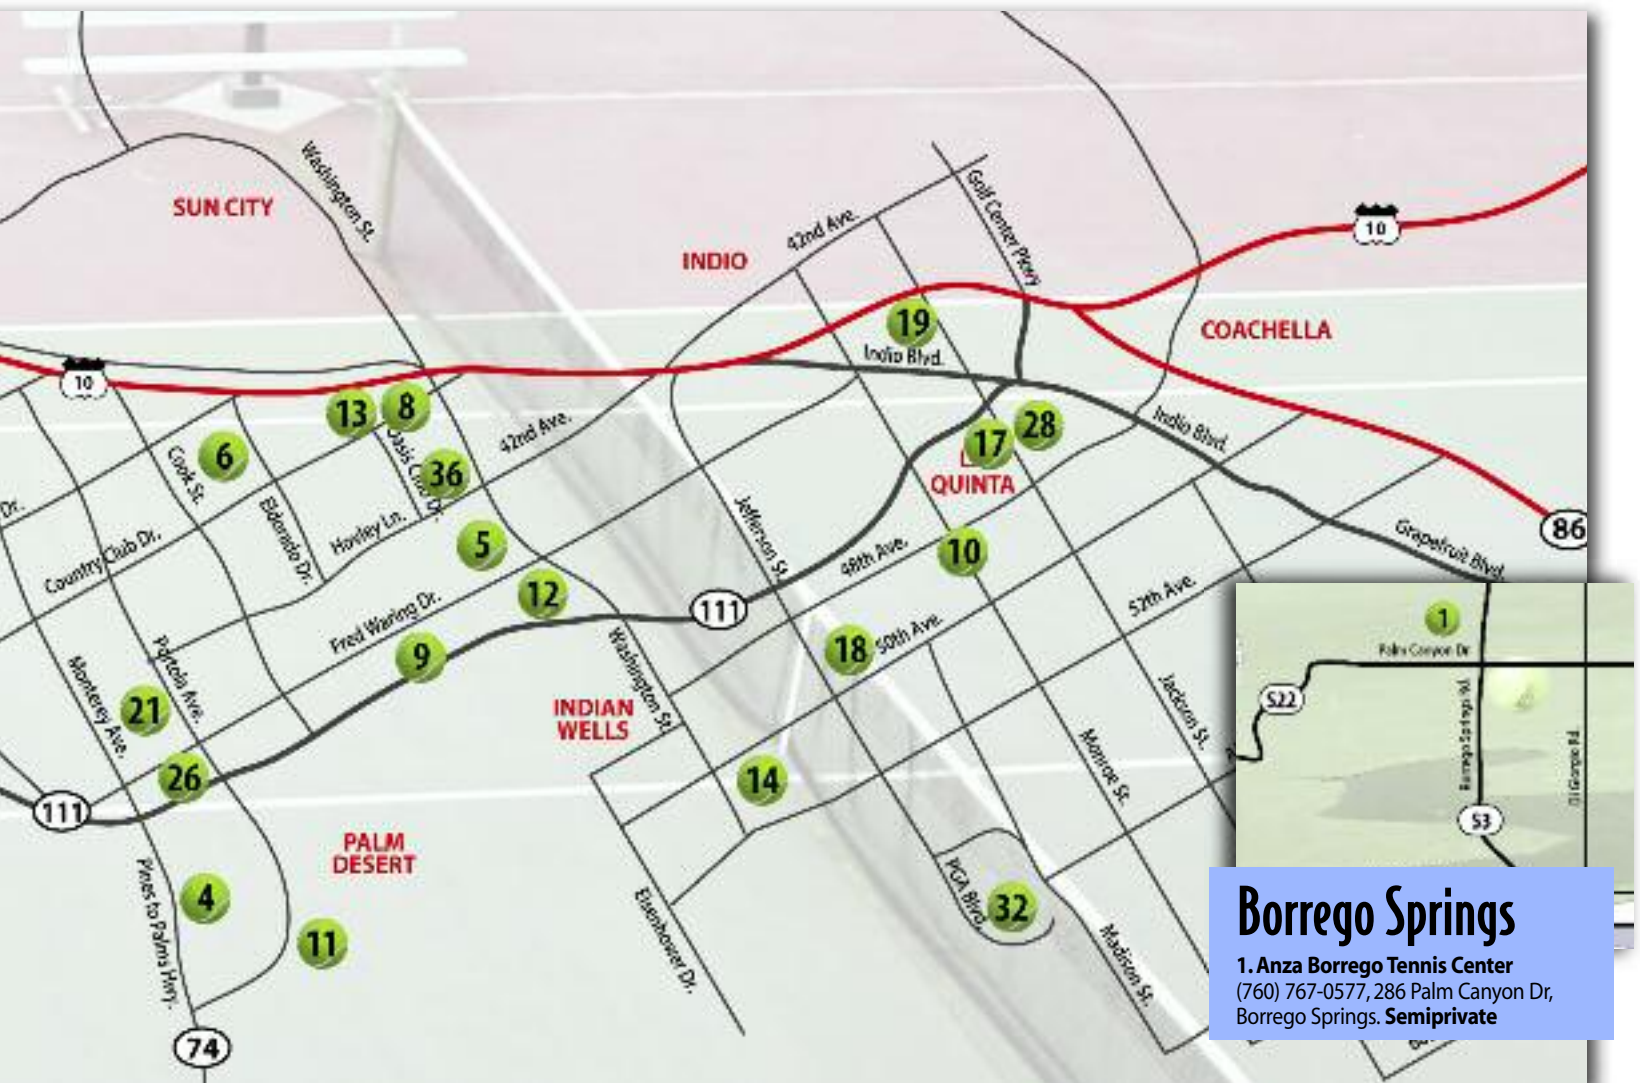 Washington St.
SUN CITY
Golf Center Pkwy
42nd Ave.
10
INDIO
19
COACHELLA
Indio Blvd.
10
13
8
28
Indio Blvd.
42nd Ave.
17
6
36
Cook St.
Oasis Club Dr.
LA
QUINTA
Dr.
Eldorado Dr.
Hovley Ln.
Jefferson St.
86
Country Club Dr.
5
48th Ave.
10
Grapefruit Blvd.
12
Fred Waring Dr.
111
52th Ave.
1
Palm Canyon Dr
9
Washington St.
18
50th Ave.
Monterey Ave.
Portola Ave.
S22
21
INDIAN
WELLS
Jackson St.
Borrego Springs Rd.
Di Giorgio Rd.
26
14
Monroe St.
111
S3
PALM
DESERT
Pines to Palms Hwy.
4
11
Eisenhower Dr.
PGA Blvd.
32
Madison St.
74
Borrego Springs
1. Anza Borrego Tennis Center
(760) 767-0577, 286 Palm Canyon Dr,
Borrego Springs. Semiprivate